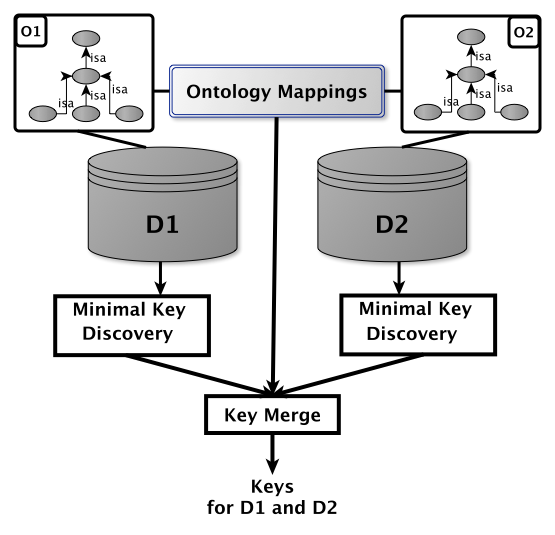 O1
O2
isa
isa
isa
isa
isa
isa
isa
isa
Ontology Mappings
D1
D2
Minimal Key
Discovery
Minimal Key
Discovery
Key Merge
Keys
for D1 and D2